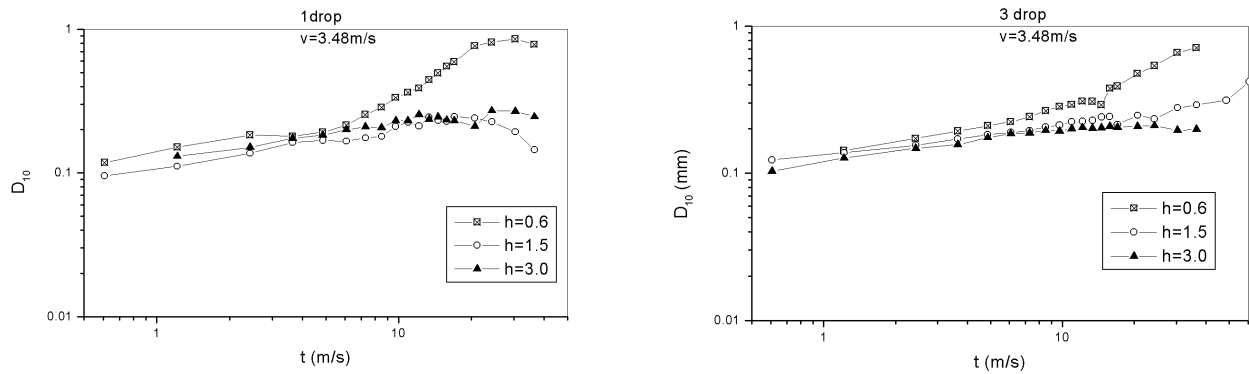 1drop
v=3.48m/s
1
0.1
0.01
D10
h=0.6
h=1.5
h=3.0
1
10
t (m/s)
3 drop
v=3.48m/s
1
0.1
0.01
D10 (mm)
h=0.6
h=1.5
h=3.0
1
10
t (m/s)